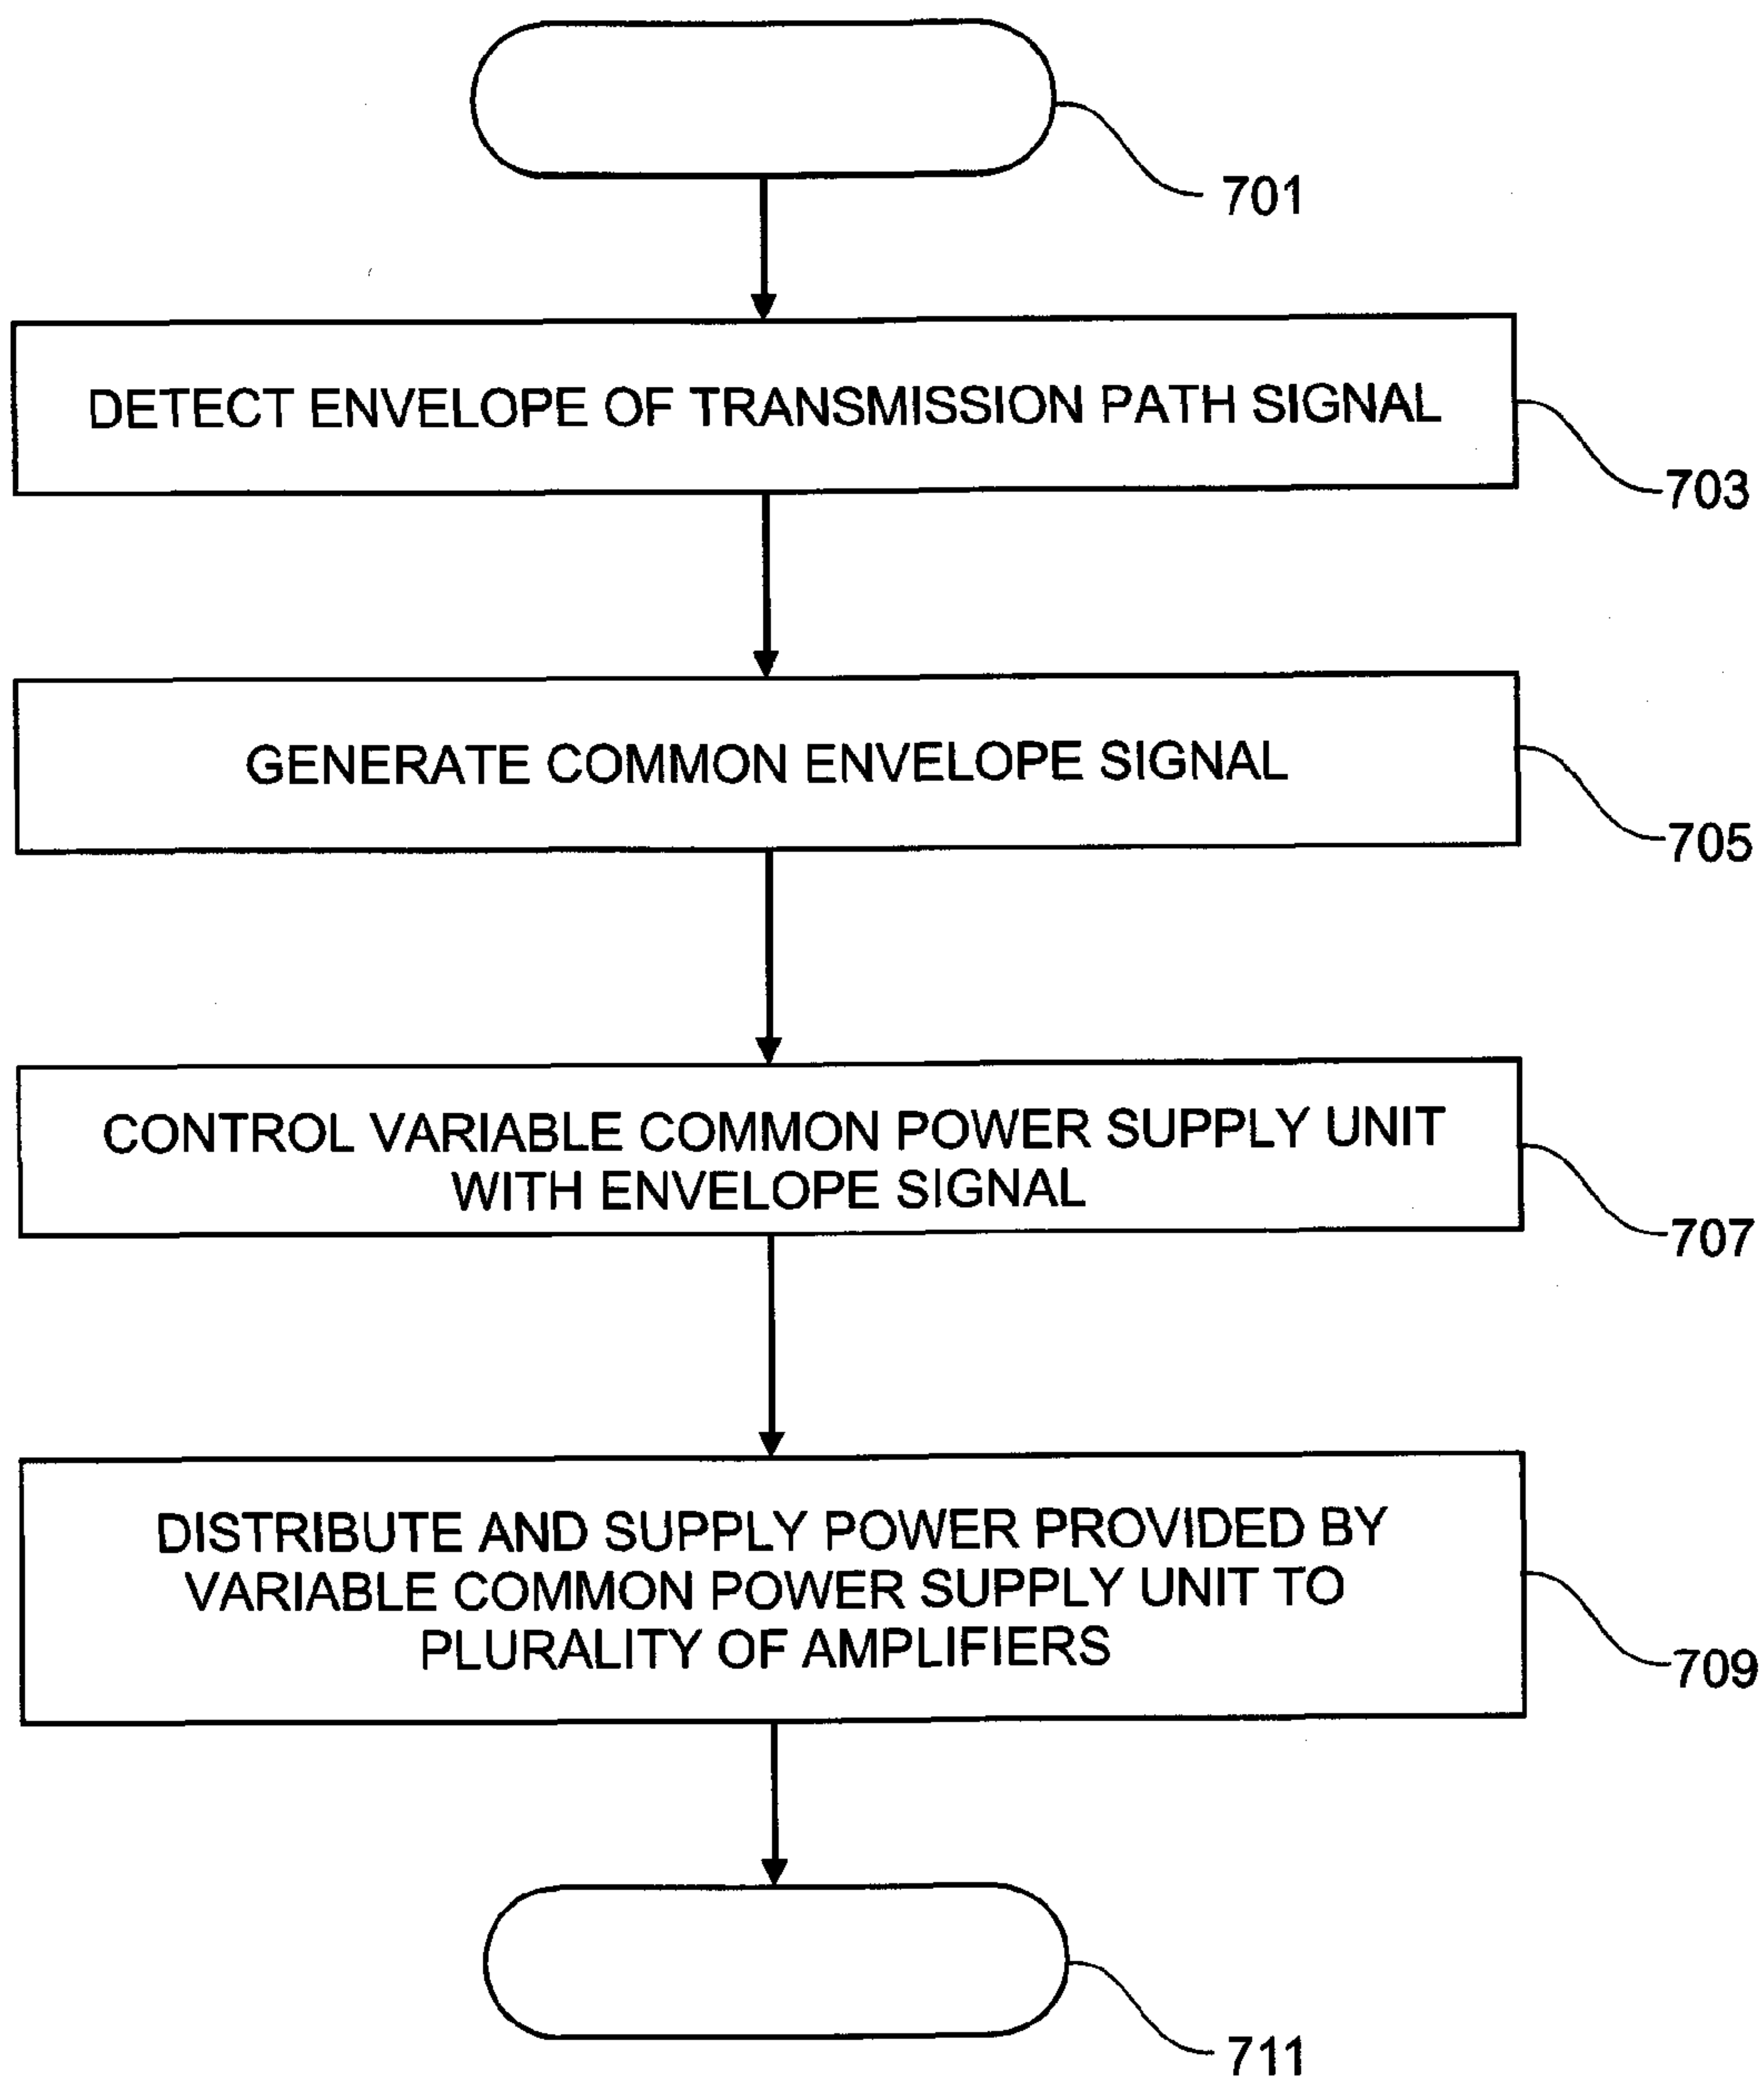 701
DETECT ENVELOPE OF TRANSMISSION PATH SIGNAL
703
GENERATE COMMON ENVELOPE SIGNAL
705
CONTROL VARIABLE COMMON POWER SUPPLY UNIT
WITH ENVELOPE SIGNAL
707
DISTRIBUTE AND SUPPLY POWER PROVIDED BY
VARIABLE COMMON POWER SUPPLY UNIT TO
PLURALITY OF AMPLIFIERS
709
711